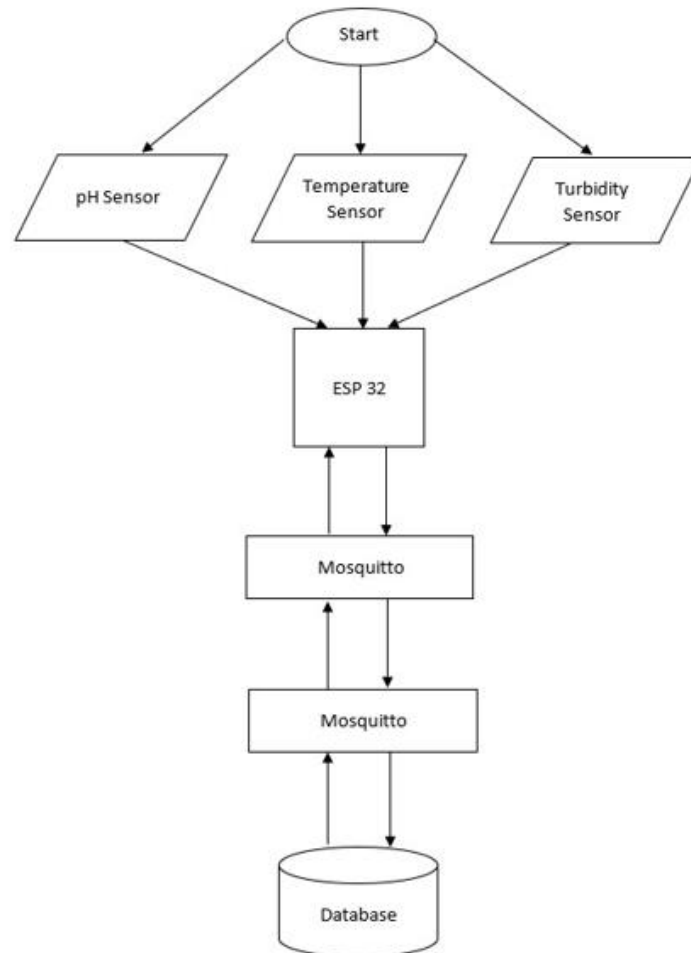 Start
pH Sensor
Temperature
Sensor
Turbidity
Sensor
ESP 32
Mosquitto
Mosquitto
Database